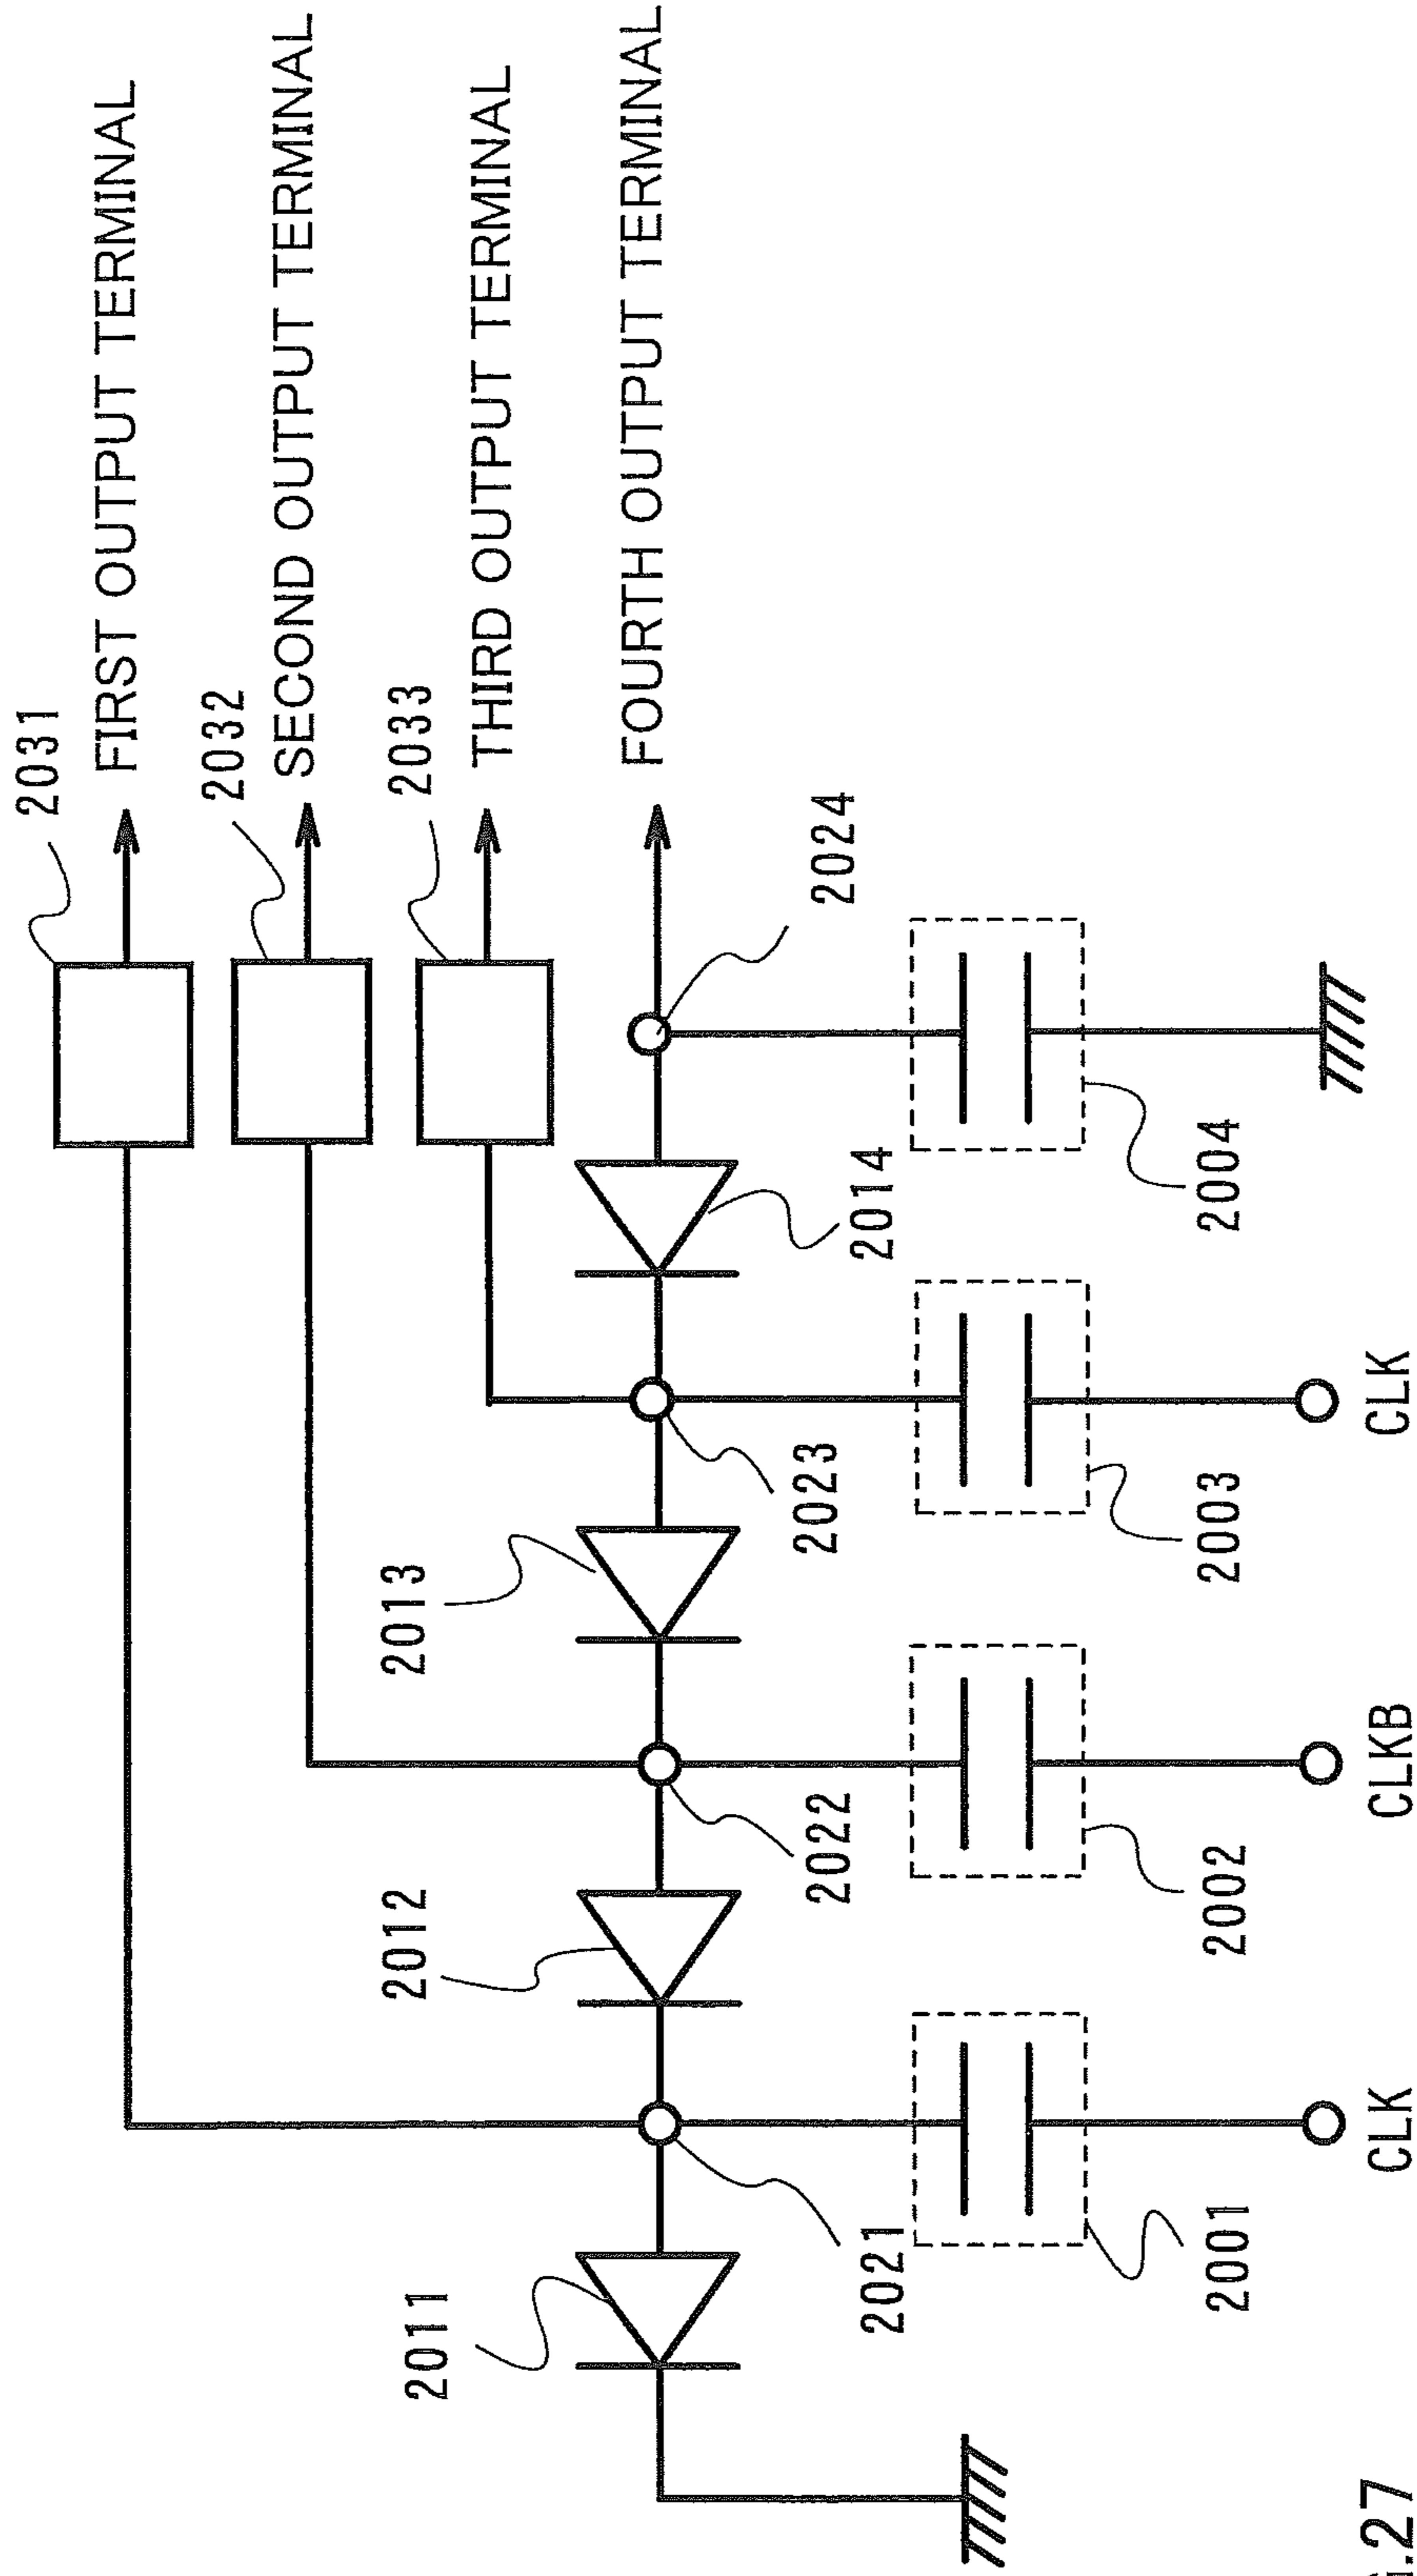 2031
FIRST OUTPUT TERMINAL
2032
SECOND OUTPUT TERMINAL
2033
THIRD OUTPUT TERMINAL
FOURTH OUTPUT TERMINAL
2011
2012
2013
2014
2024
2021
2022
2023
2001
2002
2003
2004
CLK
CLKB
CLK
.27